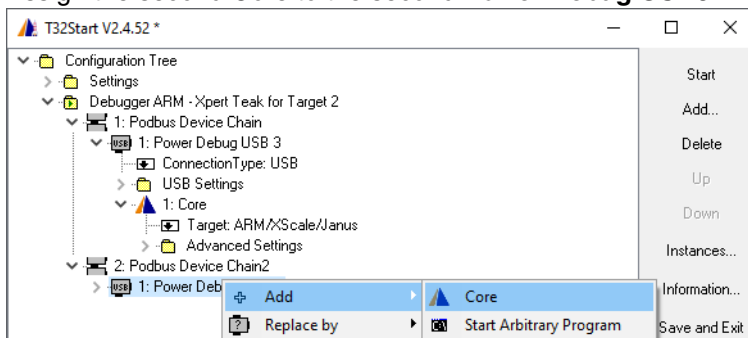 T32Start V2.4.52 *
Configuration Tree
Settings
Debugger ARM - Xpert Teak for Target 2
1: Podbus Device Chain
1: Power Debug USB 3
USB
ConnectionType: USB
USB Settings
1: Core
Target: ARM/XScale/Janus
Advanced Settings
2: Podbus Device Chain2
USB
1: Power Deb
Add
Replace by
Core
Start Arbitrary Program
Start
Add...
Delete
Up
Down
Instances...
Information...
Save and Exit